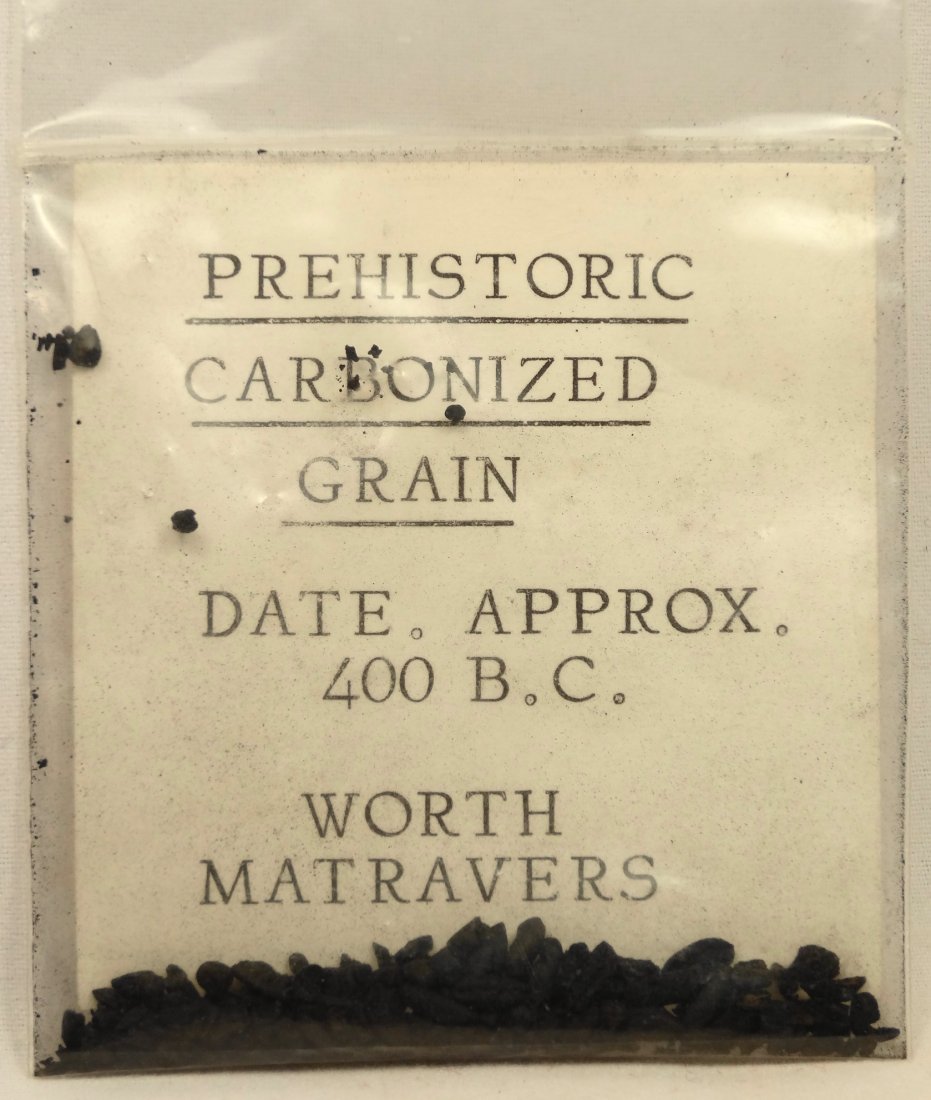 PREHISTORIC
CARBONIZED
GRAIN
DATE. APPROX.
400 B.C.
WORTH
MATRAVERS